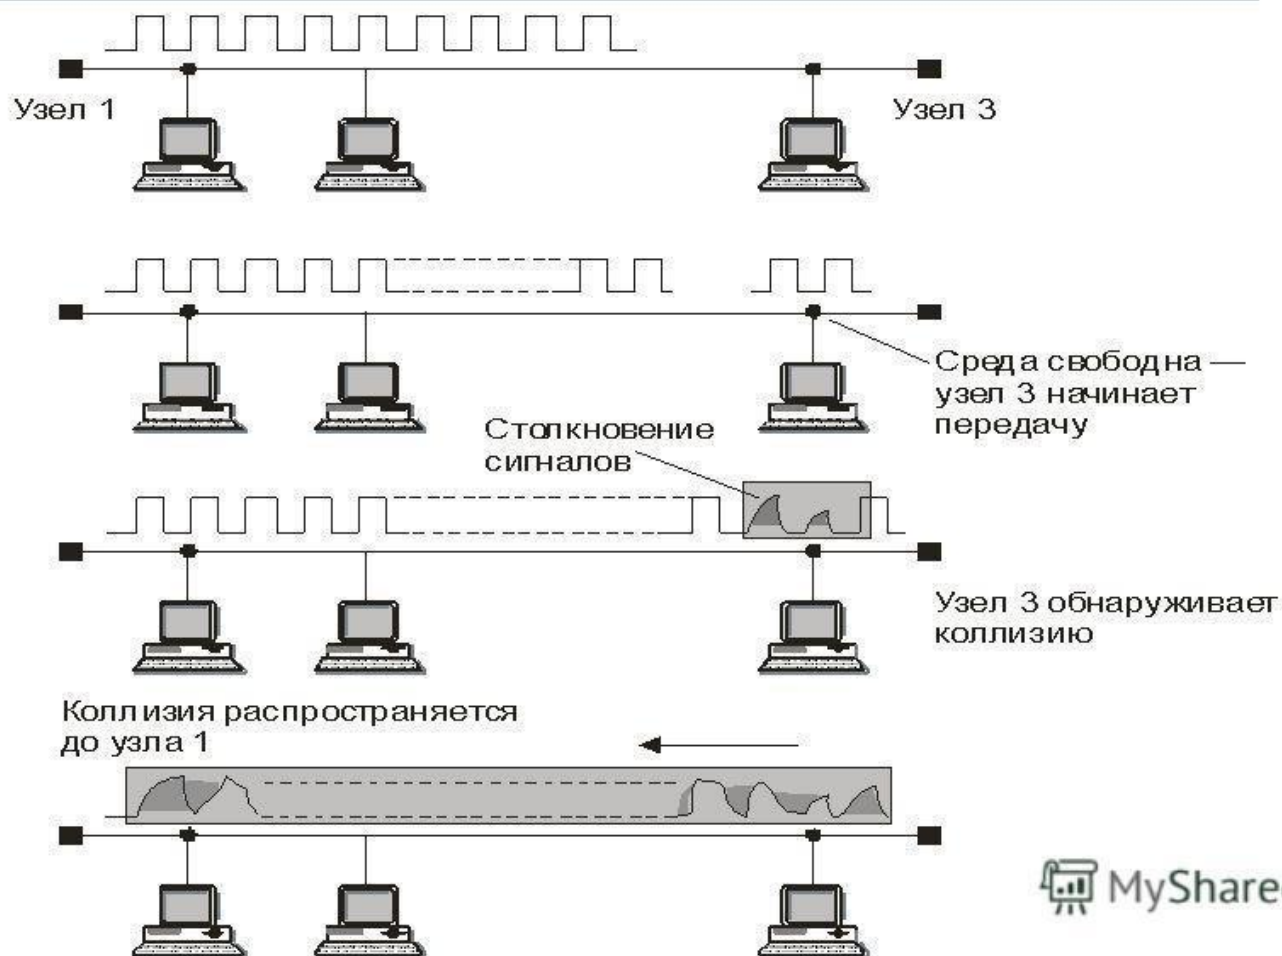 Узел 1
Узел 3
Среда свободна —
узел 3 начинает
передачу
Столкновение
сигналов
Узел 3 обнаруживает
коллизию
Коллизия распространяется
до узла 1
MyShare